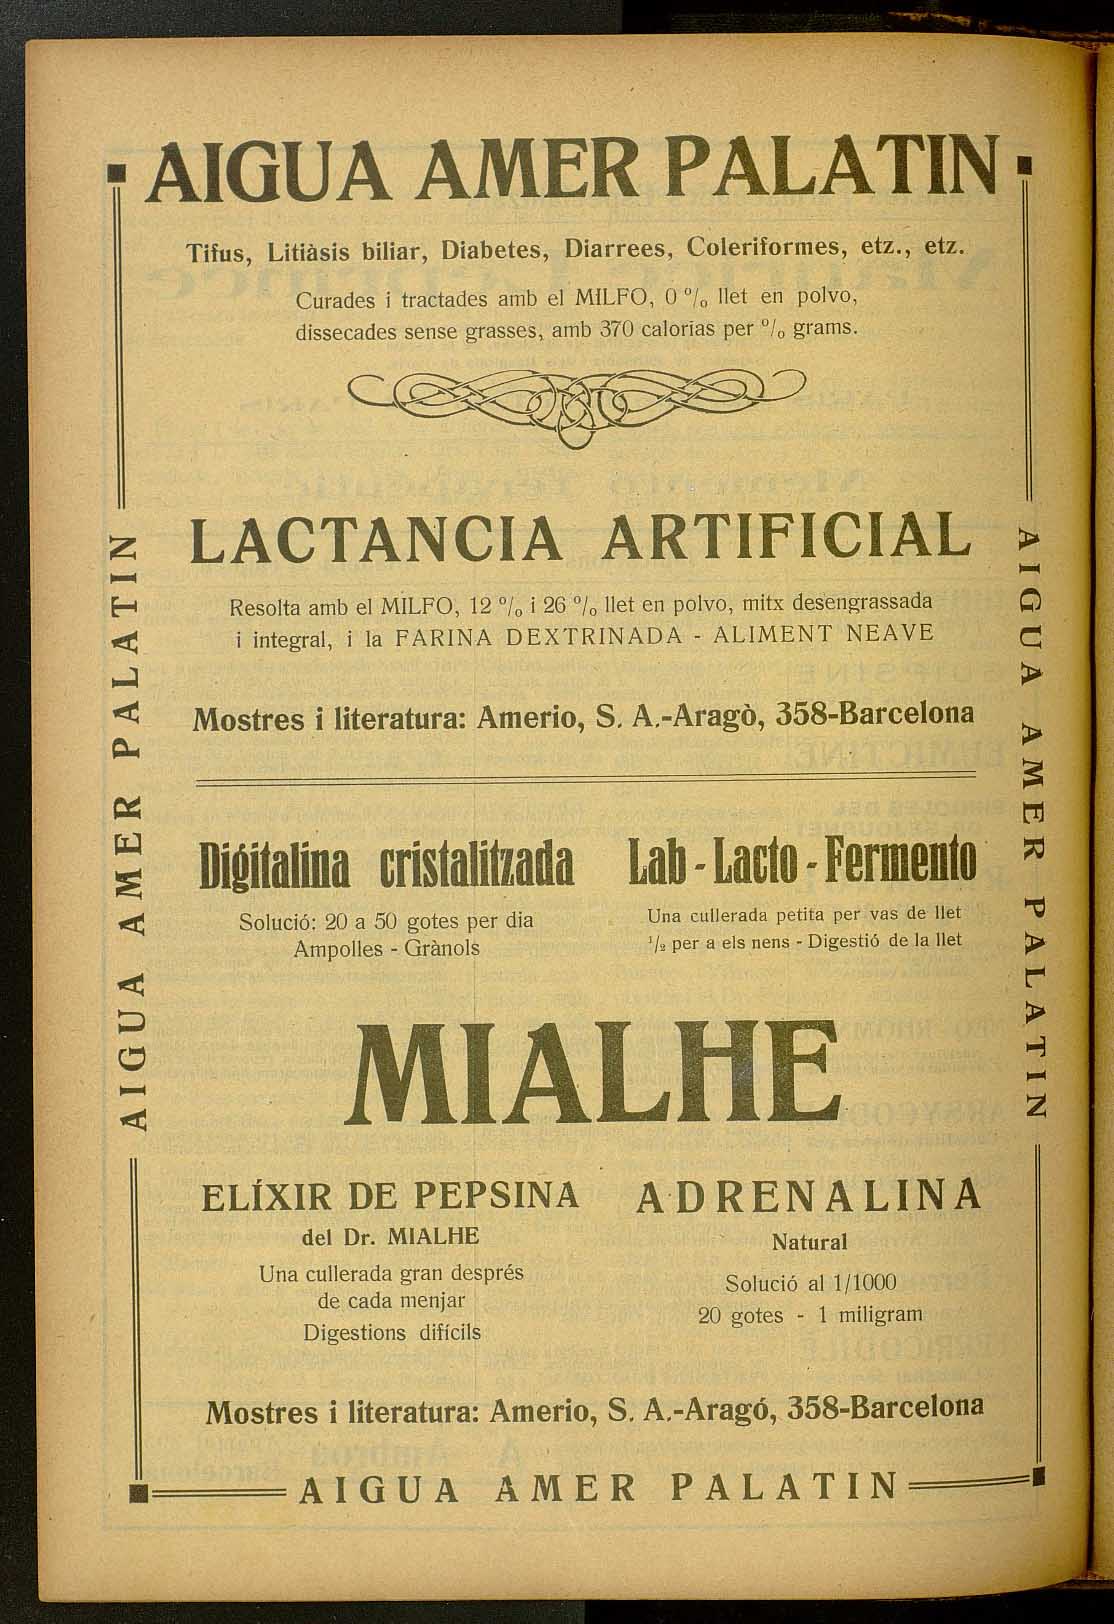 AIGUA AMER PALATIN
Tifus, Litiàsis biliar, Diabetes, Diarrees, Coleriformes, etz., etz.
Curades i tractades amb el MILFO, 0 º/₀ llet en polvo,
dissecades sense grasses, amb 370 calorias per º/₀ grams.
LACTANCIA ARTIFICIAL
Resolta amb el MILFO, 12 º/₀ i 26 º/₀ llet en polvo, mitx desengrassada
i integral, i la FARINA DEXTRINADA - ALIMENT NEAVE
Mostres i literatura: Amerio, S. A.-Aragò, 358-Barcelona
Digitalina cristalitzada
Solució: 20 a 50 gotes per dia
Ampolles - Grànols
Lab - Lacto - Fermento
Una cullerada petita per vas de llet
¹/₂ per a els nens - Digestió de la llet
MIALHE
ELÍXIR DE PEPSINA
del Dr. MIALHE
Una cullerada gran després
de cada menjar
Digestions difícils
ADRENALINA
Natural
Solució al 1/1000
20 gotes - 1 miligram
Mostres i literatura: Amerio, S. A.-Aragó, 358-Barcelona
AIGUA AMER PALATIN
AIGUA AMER PALATIN
AIGUA AMER PALATIN